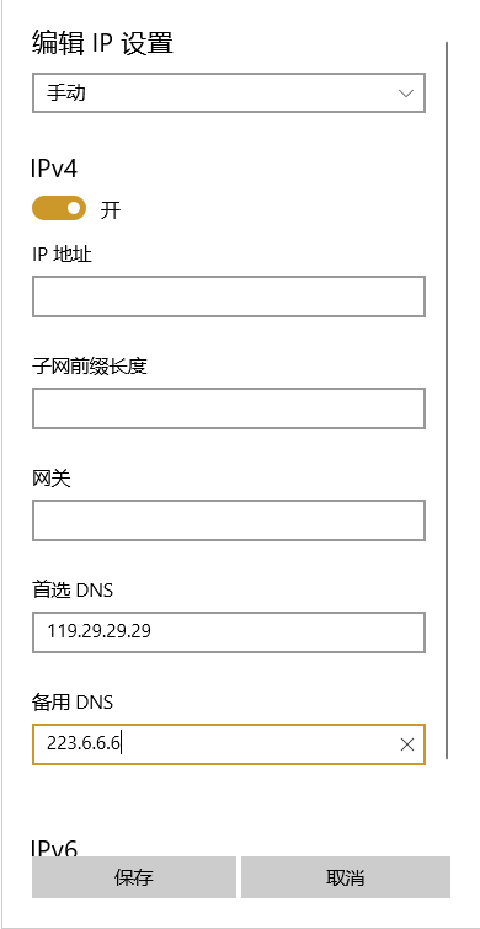 编辑 IP 设置
手动
IPv4
开
IP 地址
子网前缀长度
网关
首选 DNS
119.29.29.29
备用 DNS
223.6.6.6
IPv6
保存 取消